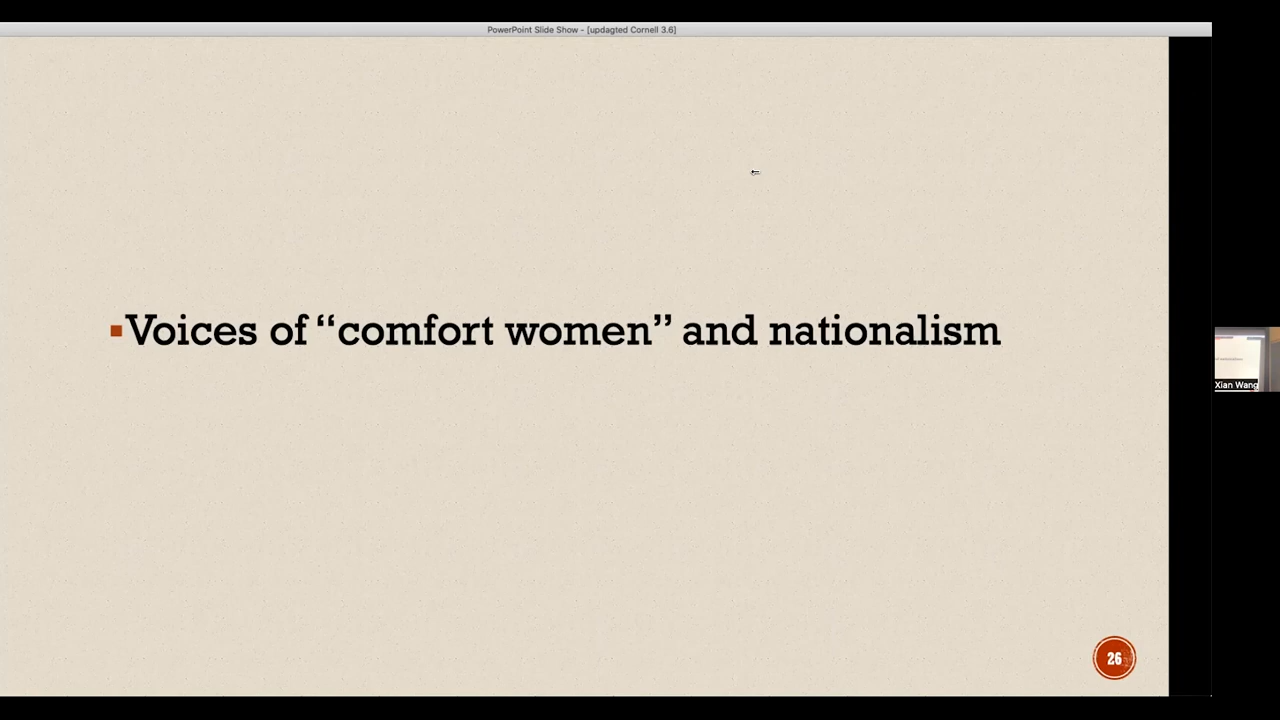 PowerPoint Slide Show - [updagted Cornell 3.6]
▪Voices of “comfort women” and nationalism
Xian Wang
26